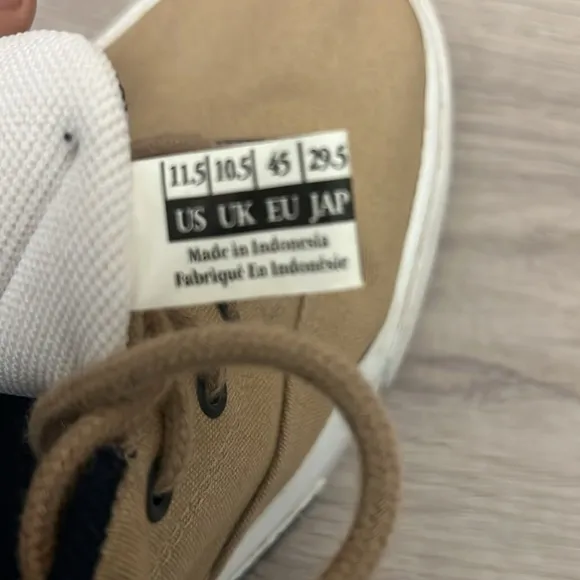 11.5 10.5 45 29.5
US UK EU JAP
Made in Indonesia
Fabriqué En Indonésie